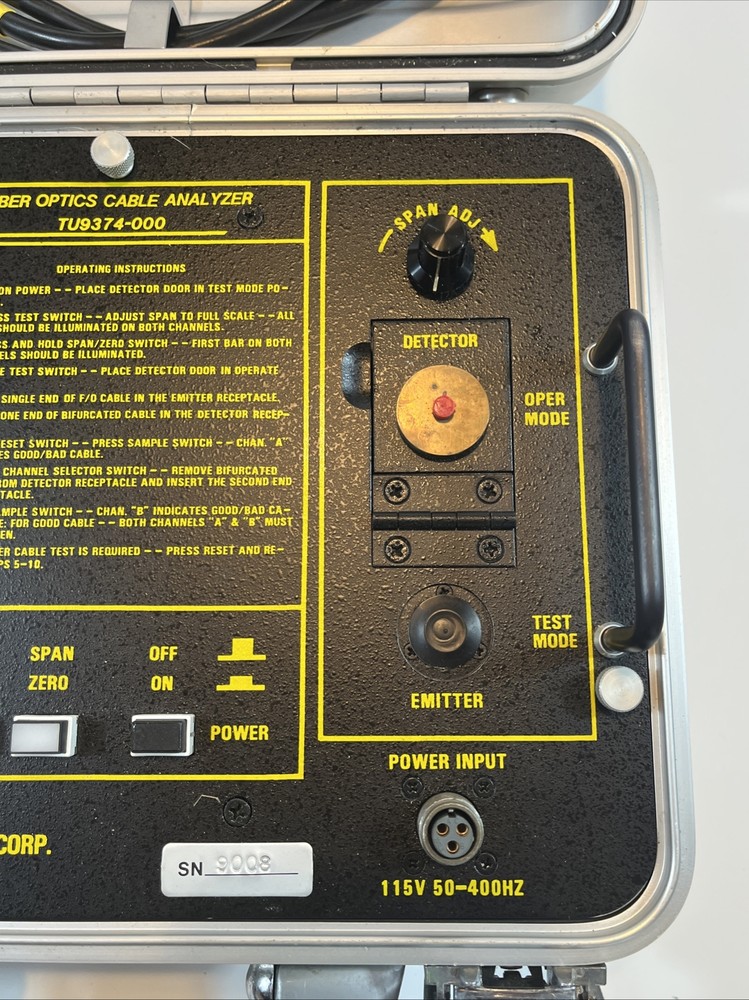 BER OPTICS CABLE ANALYZER
TU9374-000
OPERATING INSTRUCTIONS
ON POWER -- PLACE DETECTOR DOOR IN TEST MODE PO-
SS TEST SWITCH -- ADJUST SPAN TO FULL SCALE -- ALL
SHOULD BE ILLUMINATED ON BOTH CHANNELS.
SS AND HOLD SPAN/ZERO SWITCH -- FIRST BAR ON BOTH
ELS SHOULD BE ILLUMINATED.
E TEST SWITCH -- PLACE DETECTOR DOOR IN OPERATE
SINGLE END OF F/O CABLE IN THE EMITTER RECEPTACLE.
ONE END OF BIFURCATED CABLE IN THE DETECTOR RECEP-
ESET SWITCH -- PRESS SAMPLE SWITCH -- CHAN. "A"
ES GOOD/BAD CABLE.
CHANNEL SELECTOR SWITCH -- REMOVE BIFURCATED
ROM DETECTOR RECEPTACLE AND INSERT THE SECOND END
TACLE.
MPLE SWITCH -- CHAN. "B" INDICATES GOOD/BAD CA-
E: FOR GOOD CABLE -- BOTH CHANNELS "A" & "B" MUST
EN.
ER CABLE TEST IS REQUIRED -- PRESS RESET AND RE-
PS 5-10.
SPAN ADJ
DETECTOR
OPER
MODE
TEST
MODE
EMITTER
SPAN
ZERO
OFF
ON
POWER
POWER INPUT
115V 50-400HZ
CORP.
SN 9008